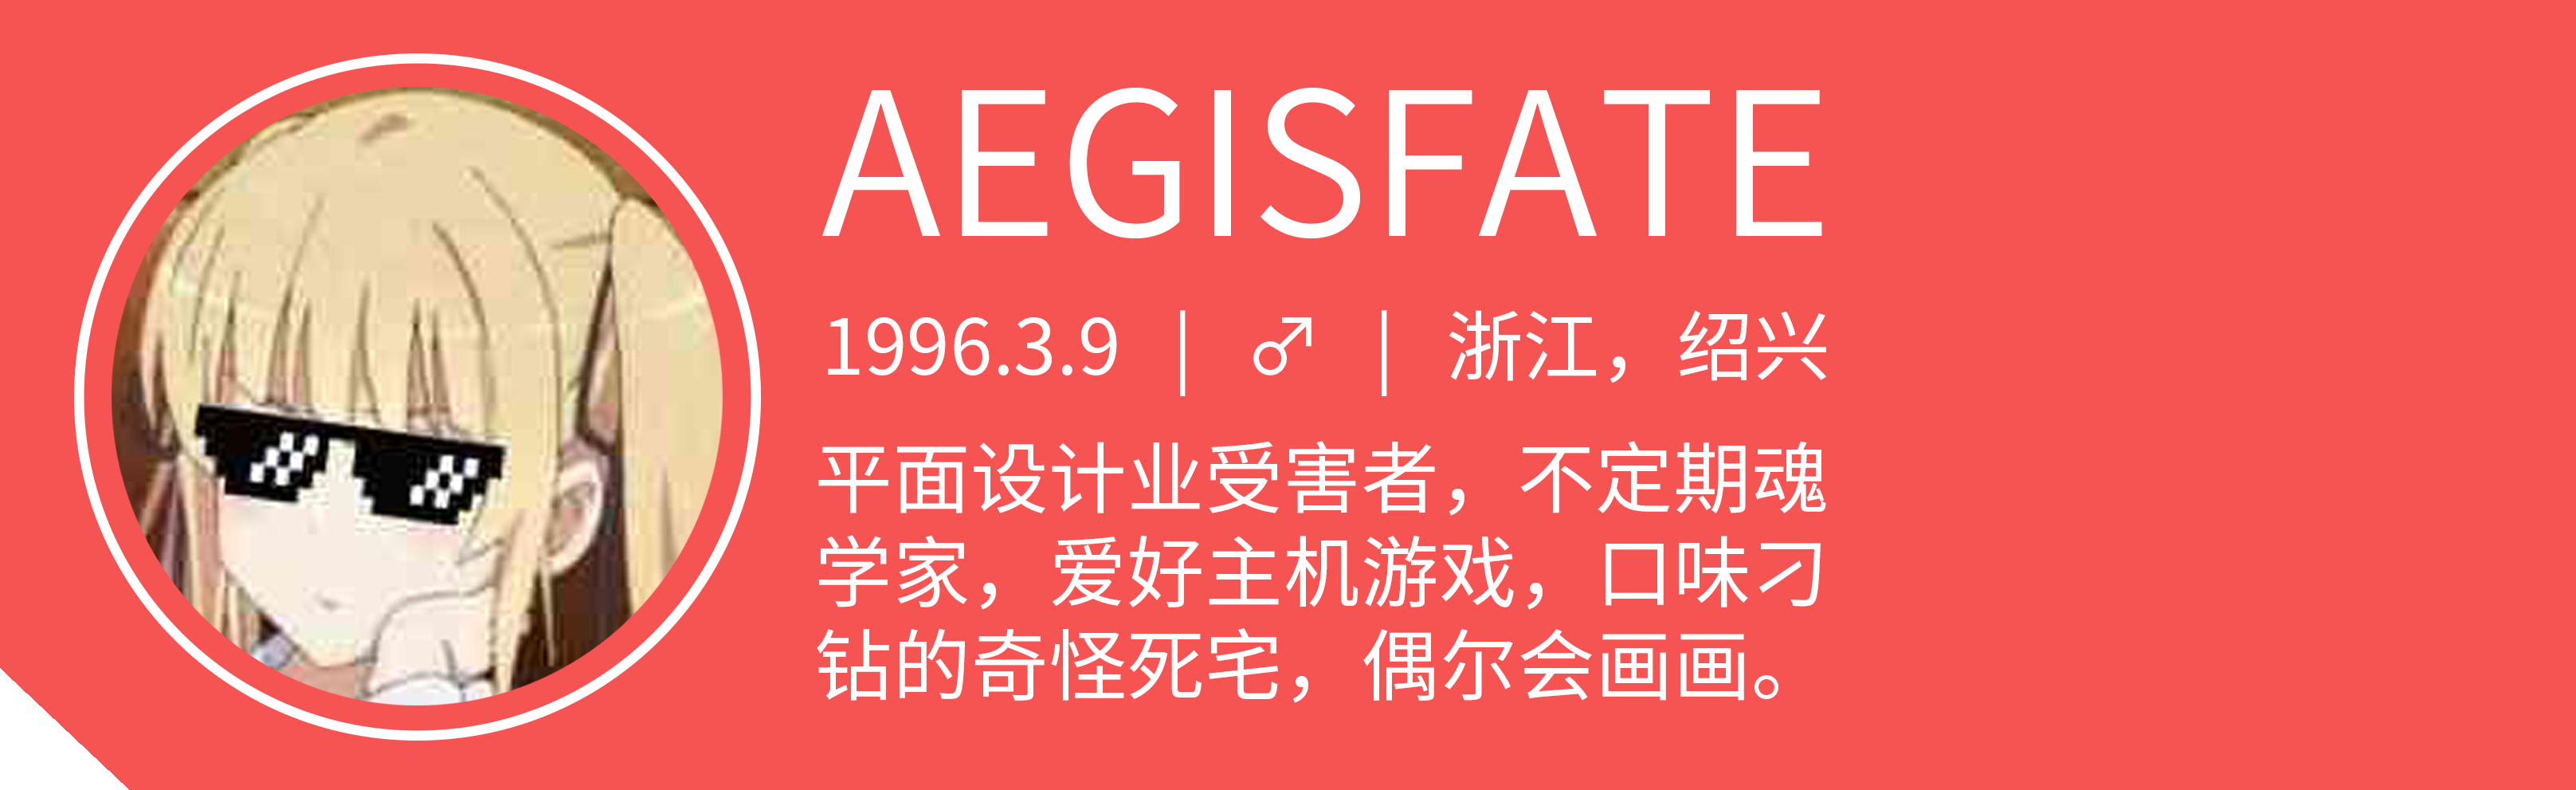 AEGISFATE
1996.3.9 | ♂ | 浙江，绍兴
平面设计业受害者，不定期魂
学家，爱好主机游戏，口味刁
钻的奇怪死宅，偶尔会画画。